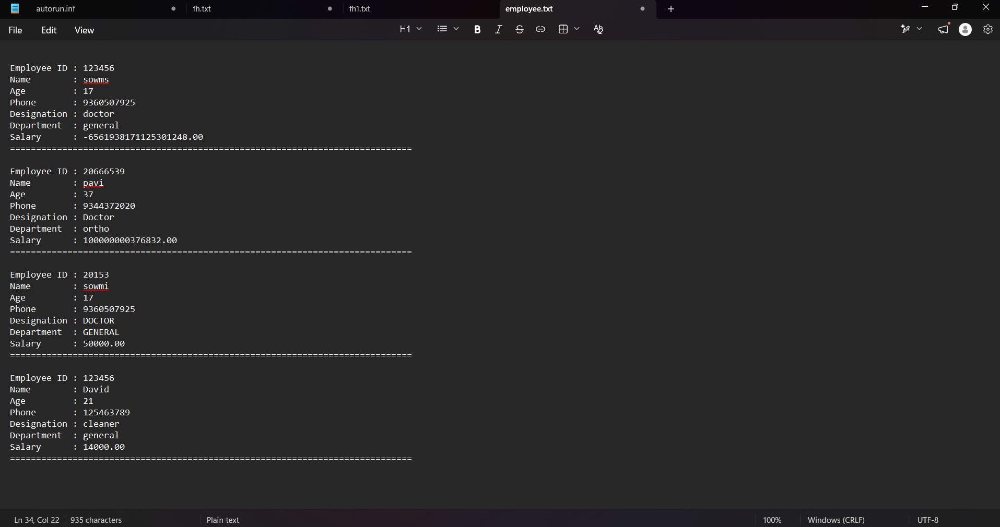 autorun.inf fh.txt fh1.txt employee.txt
File Edit View H1 B I S
Employee ID : 123456
Name        : sowms
Age         : 17
Phone       : 9360507925
Designation : doctor
Department  : general
Salary      : -6561938171125301248.00
=============================================================================
Employee ID : 20666539
Name        : pavi
Age         : 37
Phone       : 9344372020
Designation : Doctor
Department  : ortho
Salary      : 100000000376832.00
=============================================================================
Employee ID : 20153
Name        : sowmi
Age         : 17
Phone       : 9360507925
Designation : DOCTOR
Department  : GENERAL
Salary      : 50000.00
=============================================================================
Employee ID : 123456
Name        : David
Age         : 21
Phone       : 125463789
Designation : cleaner
Department  : general
Salary      : 14000.00
=============================================================================
Ln 34, Col 22 935 characters Plain text 100% Windows (CRLF) UTF-8